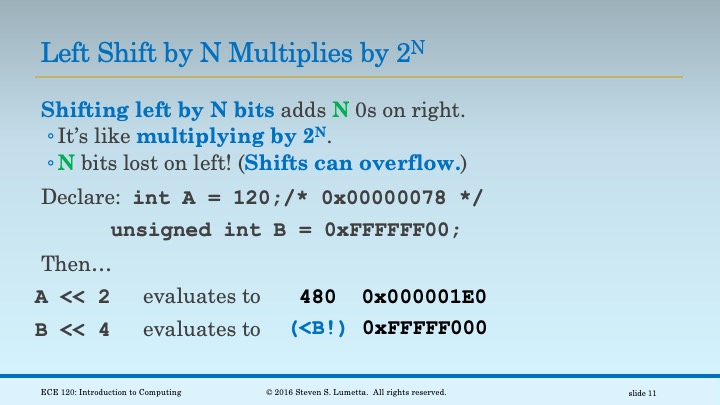 Left Shift by N Multiplies by 2ᴺ
Shifting left by N bits adds N 0s on right.
◦ It’s like multiplying by 2ᴺ.
◦ N bits lost on left! (Shifts can overflow.)
Declare: int A = 120;/* 0x00000078 */
unsigned int B = 0xFFFFFF00;
Then…
A << 2 evaluates to 480 0x000001E0
B << 4 evaluates to (<B!) 0xFFFFF000
ECE 120: Introduction to Computing © 2016 Steven S. Lumetta. All rights reserved. slide 11